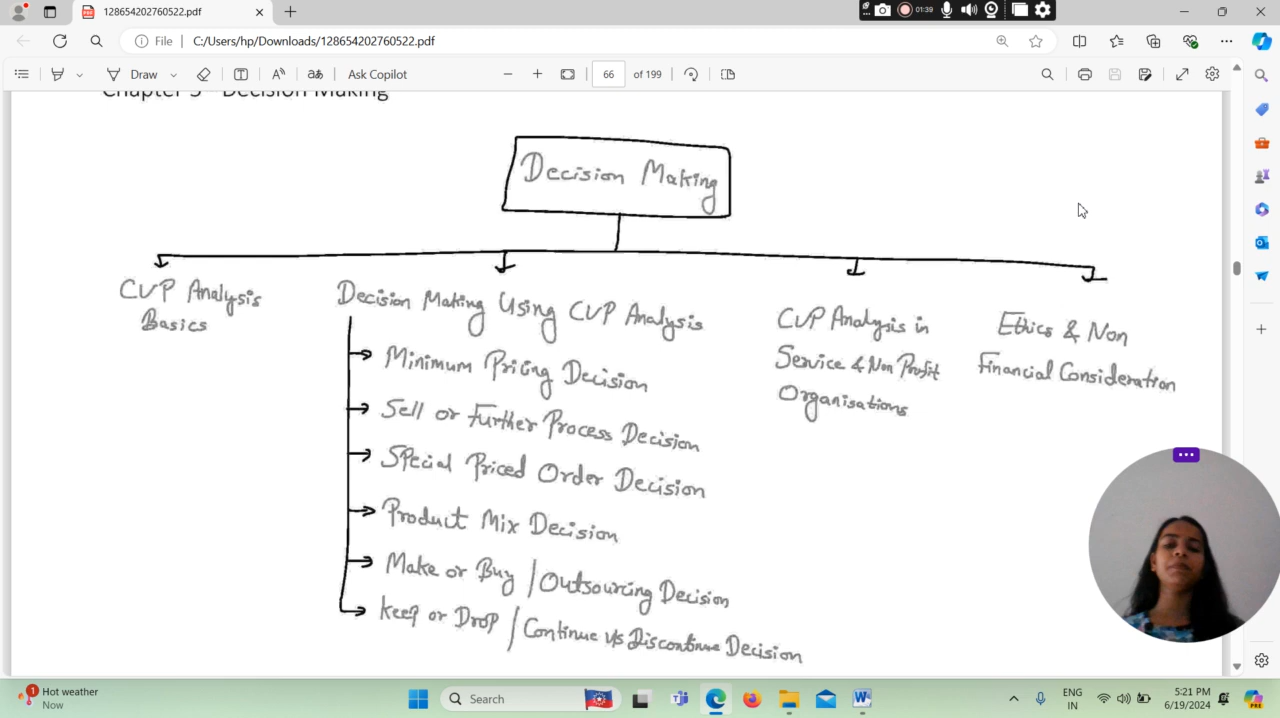 128654202760522.pdf
01:39
File
C:/Users/hp/Downloads/128654202760522.pdf
Draw
Ask Copilot
66
of 199
Decision Making
Decision Making
CVP Analysis
Basics
Decision Making Using CVP Analysis
Minimum Pricing Decision
Sell or Further Process Decision
Special Priced Order Decision
Product Mix Decision
Make or Buy / Outsourcing Decision
Keep or Drop / Continue v/s Discontinue Decision
CVP Analysis in
Service & Non Profit
Organisations
Ethics & Non
Financial Consideration
1
Hot weather
Now
Search
ENG
IN
5:21 PM
6/19/2024